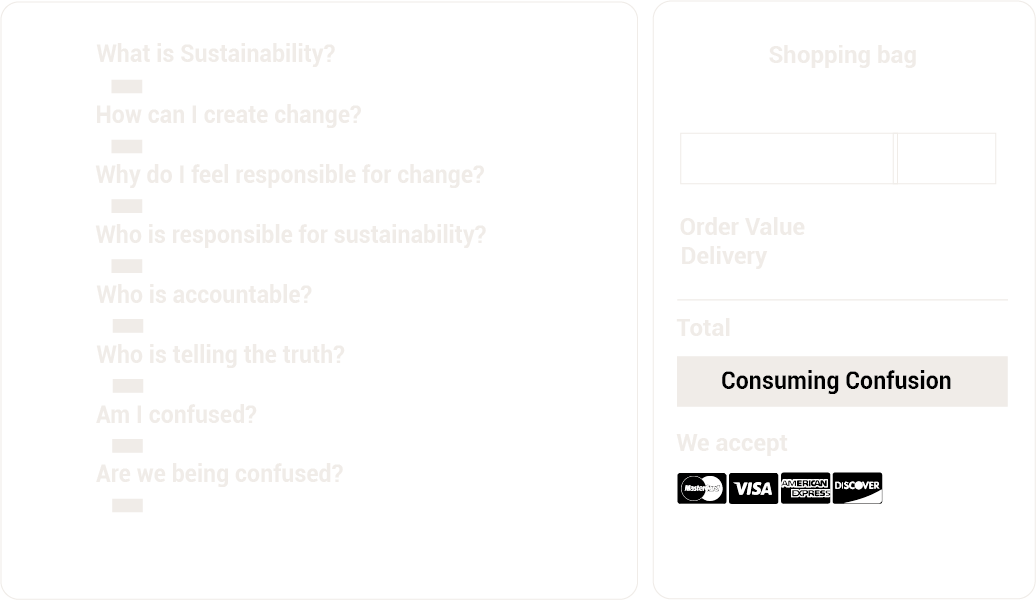 What is Sustainability?
How can I create change?
Why do I feel responsible for change?
Who is responsible for sustainability?
Who is accountable?
Who is telling the truth?
Am I confused?
Are we being confused?
Shopping bag
Order Value
Delivery
Total
Consuming Confusion
We accept
MasterCard VISA AMERICAN EXPRESS DISCOVER